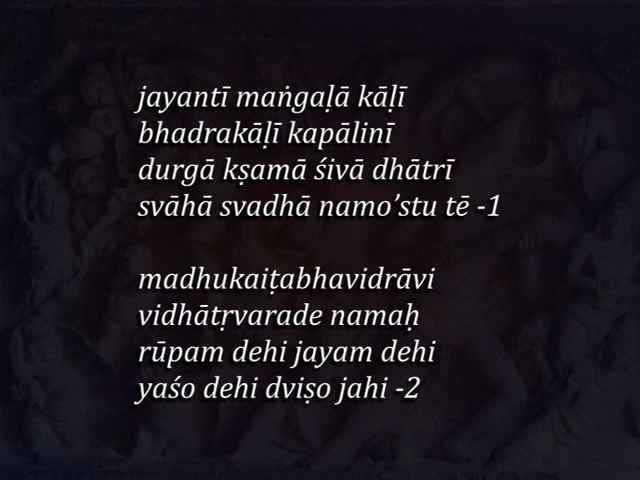 jayantī maṅgaḷā kāḷī
bhadrakāḷī kapālinī
durgā kṣamā śivā dhātrī
svāhā svadhā namo’stu tē -1
madhukaiṭabhavidrāvi
vidhātṛvarade namaḥ
rūpam dehi jayam dehi
yaśo dehi dviṣo jahi -2